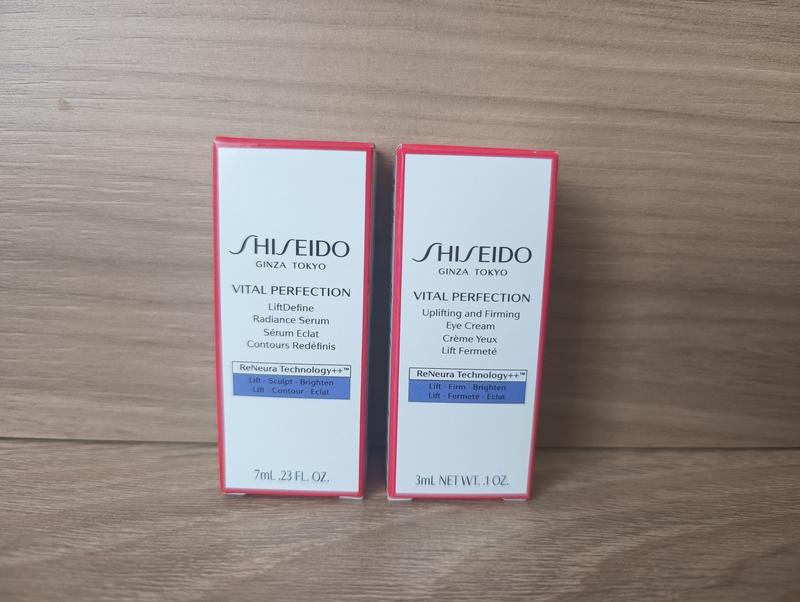 SHISEIDO
GINZA TOKYO
VITAL PERFECTION
LiftDefine
Radiance Serum
Sérum Eclat
Contours Redéfinis
ReNeura Technology++™
Lift · Sculpt · Brighten
Lift · Contour · Eclat
7mL .23 FL. OZ.
SHISEIDO
GINZA TOKYO
VITAL PERFECTION
Uplifting and Firming
Eye Cream
Crème Yeux
Lift Fermeté
ReNeura Technology++™
Lift · Firm · Brighten
Lift · Fermeté · Eclat
3mL NET WT. .1 OZ.